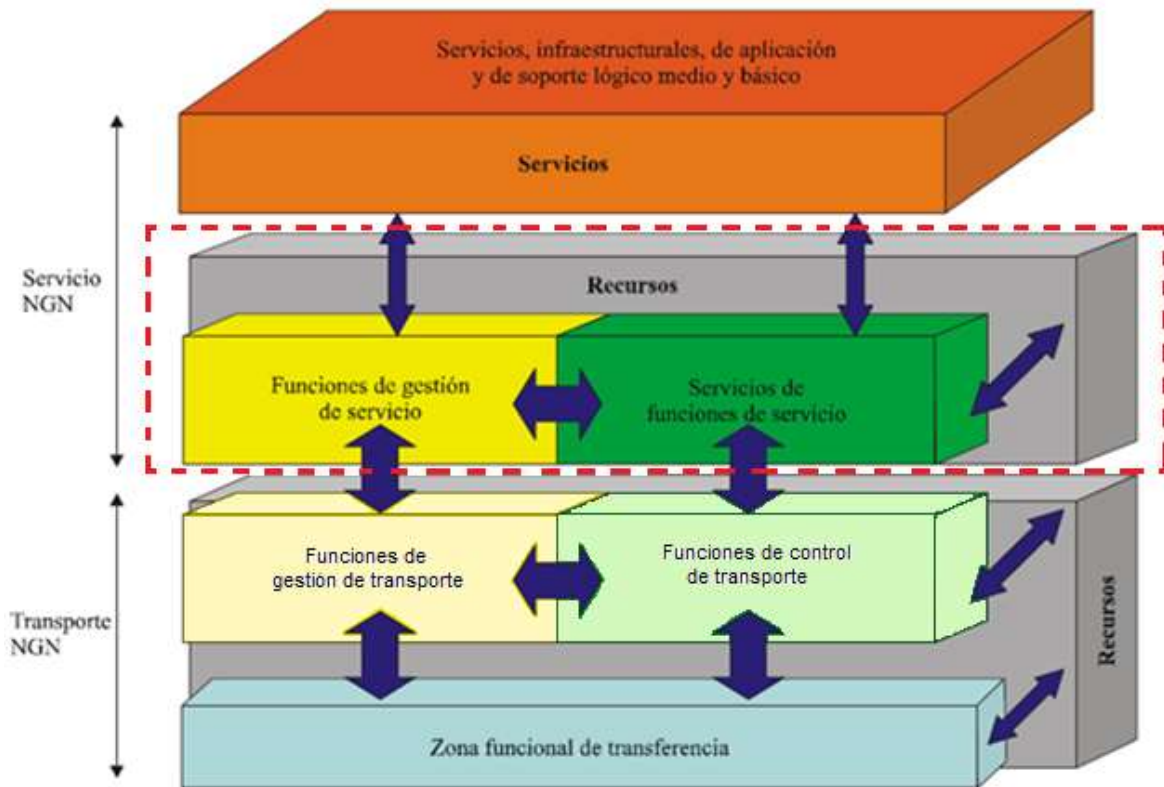 Servicios, infraestructurales, de aplicación
y de soporte lógico medio y básico
Servicios
Servicio
NGN
Recursos
Funciones de gestión
de servicio
Servicios de
funciones de servicio
Transporte
NGN
Funciones de
gestión de transporte
Funciones de control
de transporte
Recursos
Zona funcional de transferencia